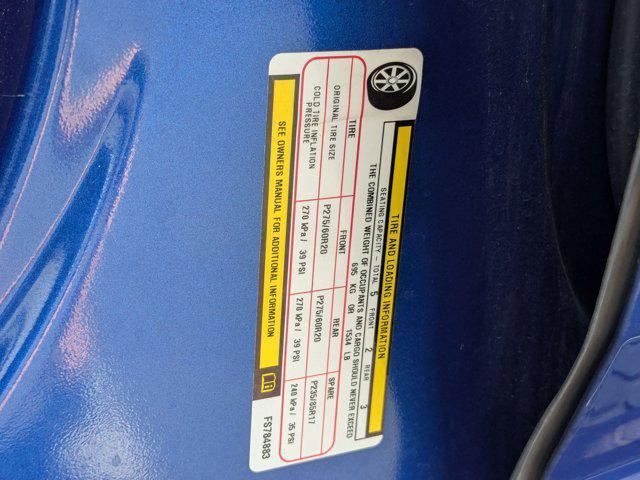 TIRE AND LOADING INFORMATION
SEATING CAPACITY - TOTAL 5 FRONT 2 REAR 3
THE COMBINED WEIGHT OF OCCUPANTS AND CARGO SHOULD NEVER EXCEED
695 KG OR 1534 LB
TIRE FRONT REAR SPARE
ORIGINAL TIRE SIZE P275/60R20 P275/60R20 P235/85R17
COLD TIRE INFLATION
PRESSURE 270 kPa / 39 PSI 270 kPa / 39 PSI 240 kPa / 35 PSI
SEE OWNERS MANUAL FOR ADDITIONAL INFORMATION
FS784883